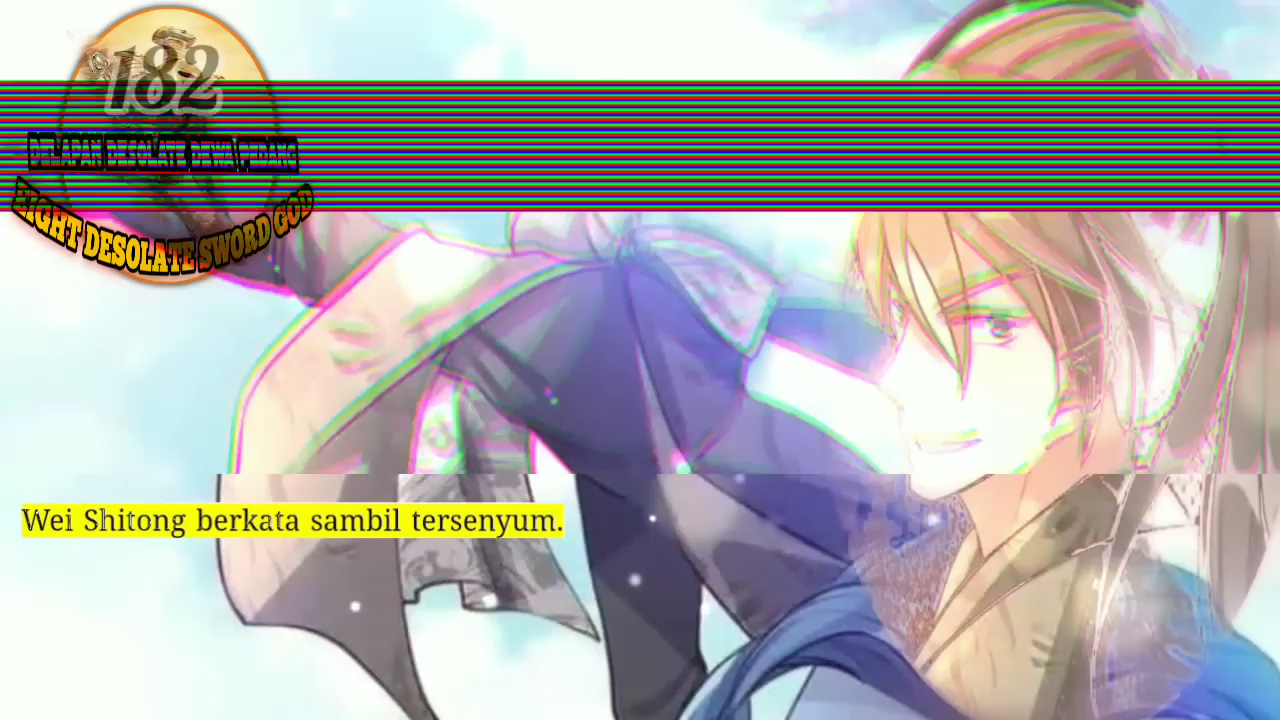 182
DELAPAN DESOLATE DEWA PEDANG
EIGHT DESOLATE SWORD GOD
Wei Shitong berkata sambil tersenyum.